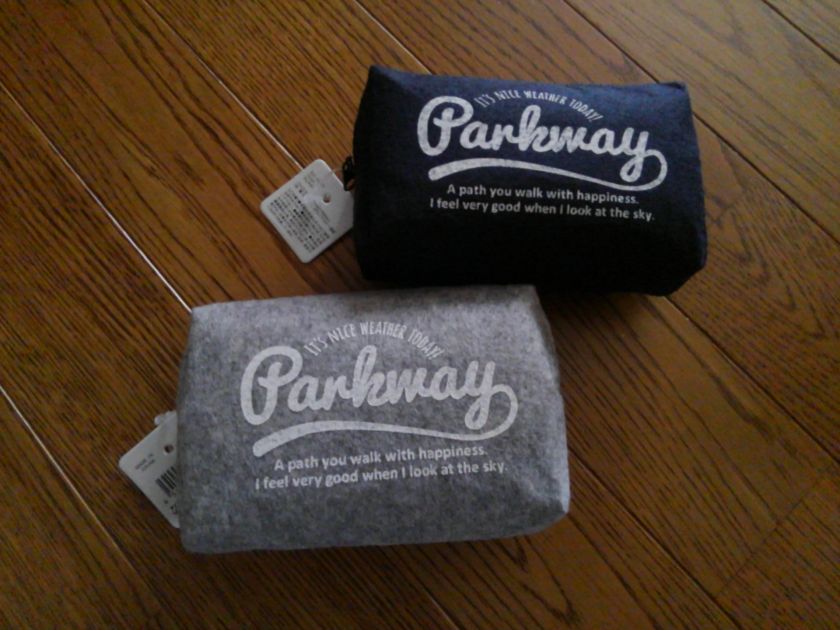 IT'S NICE WEATHER TODAY!
Parkway
A path you walk with happiness.
I feel very good when I look at the sky.
IT'S NICE WEATHER TODAY!
Parkway
A path you walk with happiness.
I feel very good when I look at the sky.